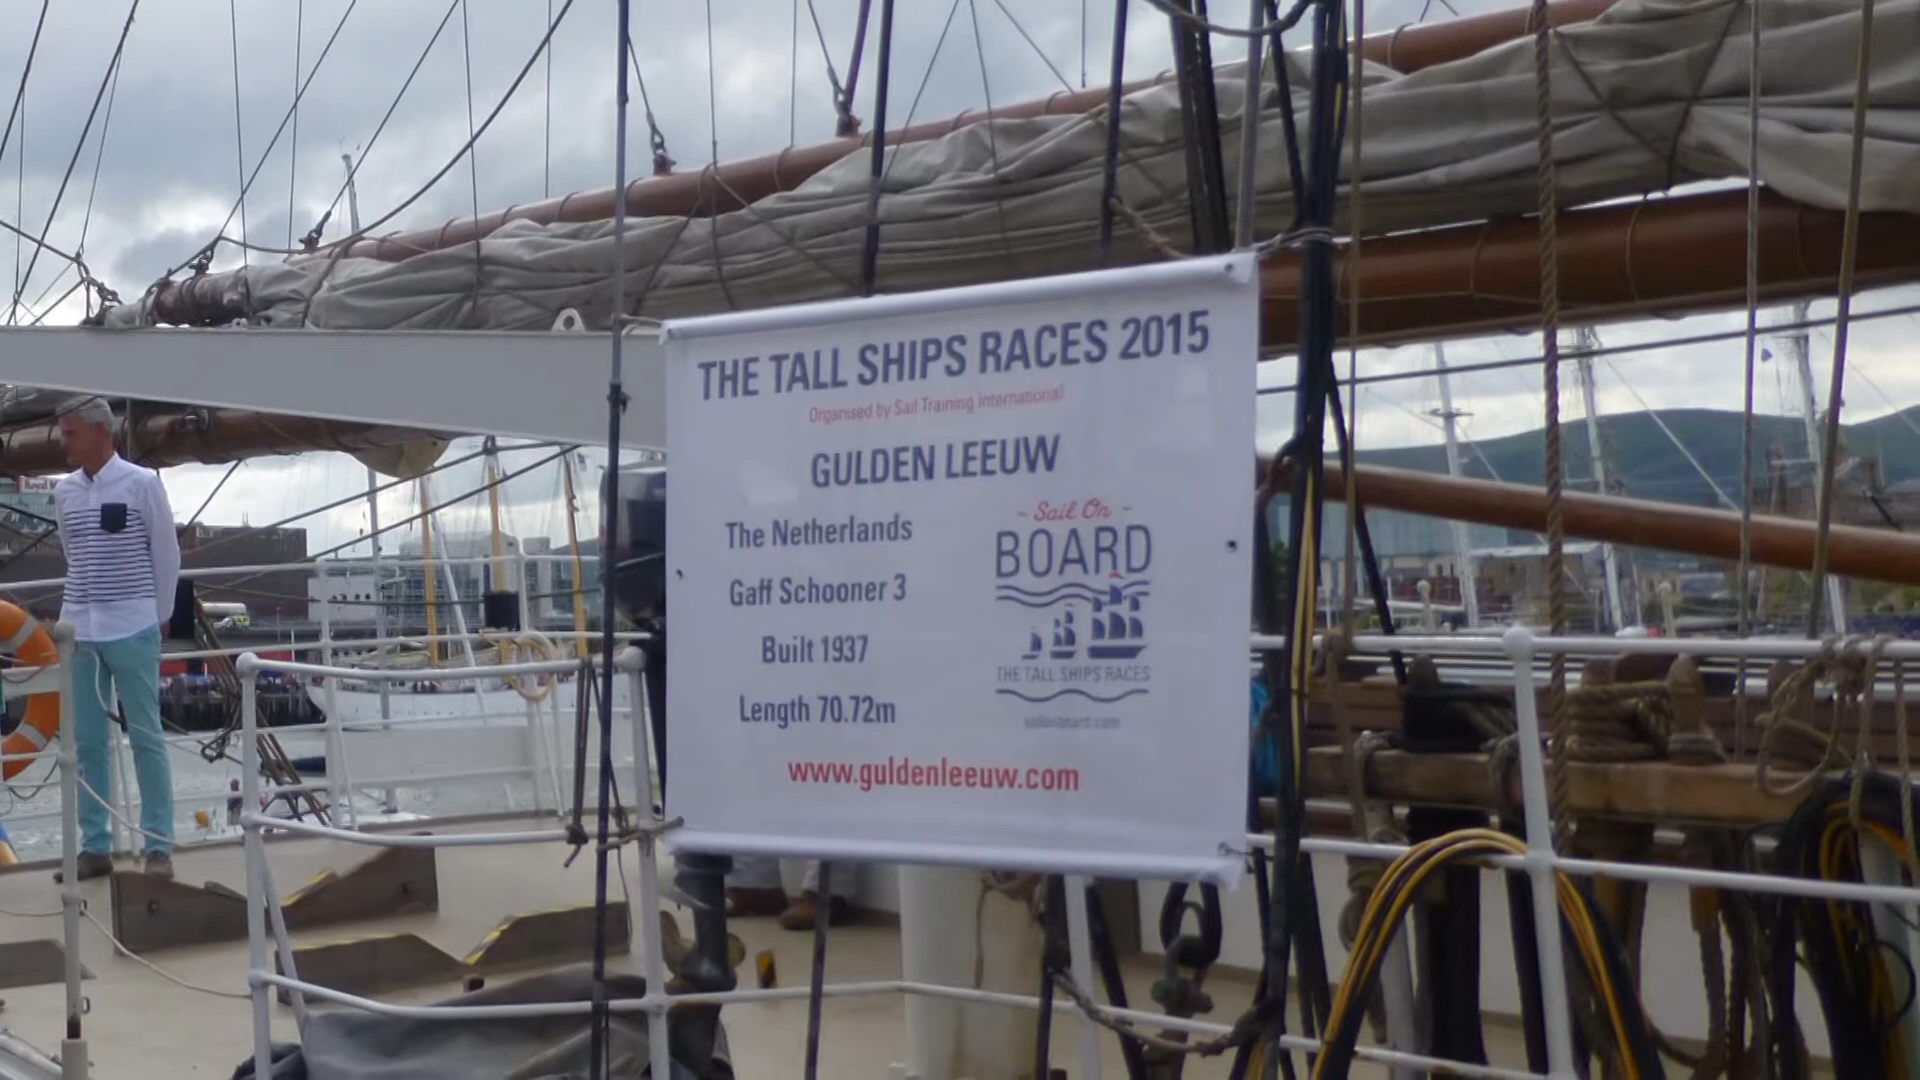 THE TALL SHIPS RACES 2015
Organised by Sail Training International
GULDEN LEEUW
The Netherlands
Gaff Schooner 3
Built 1937
Length 70.72m
~ Sail On ~
BOARD
THE TALL SHIPS RACES
sailonboard.com
www.guldenleeuw.com